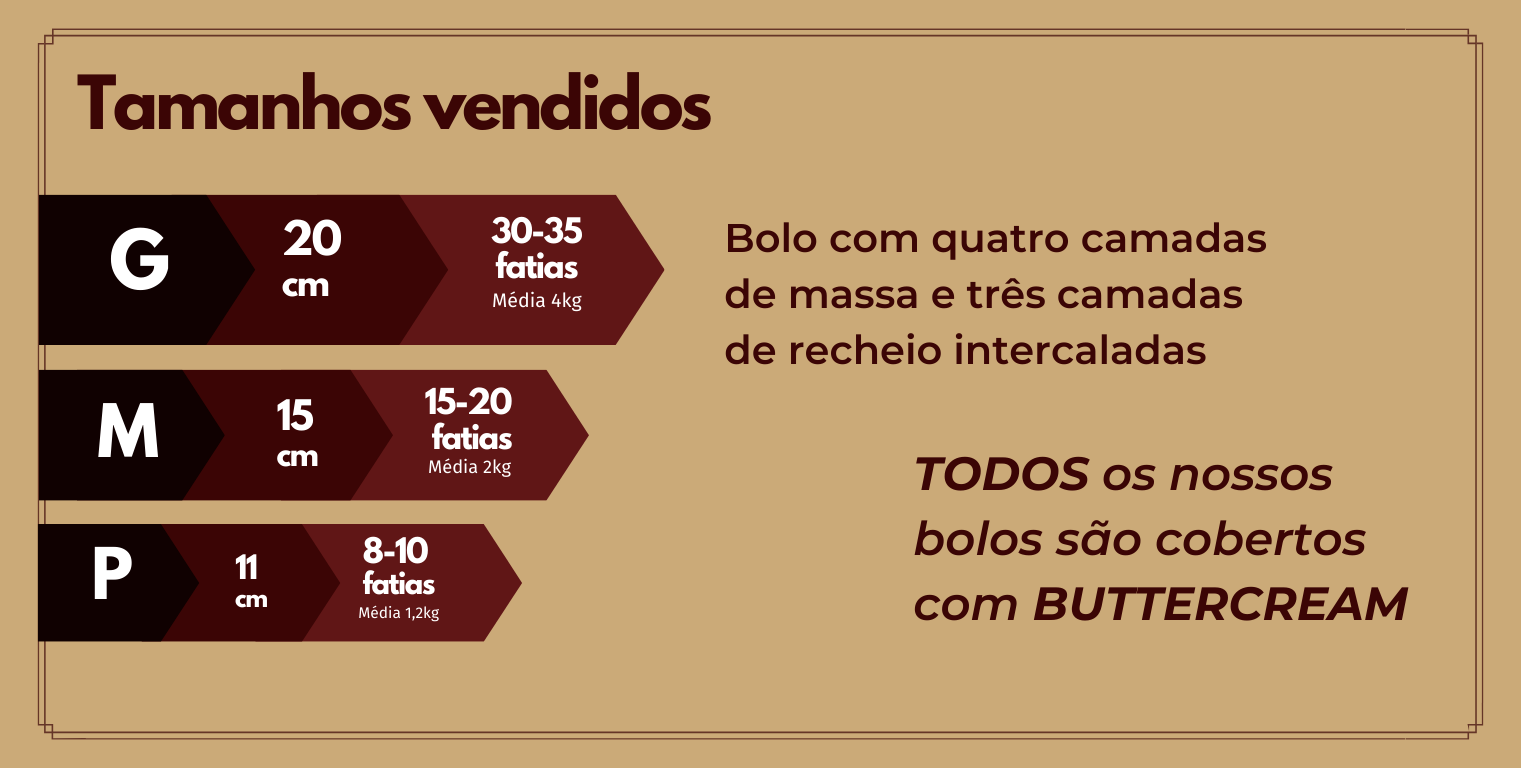 Tamanhos vendidos
G
20
cm
30-35
fatias
Média 4kg
M
15
cm
15-20
fatias
Média 2kg
P
11
cm
8-10
fatias
Média 1,2kg
Bolo com quatro camadas
de massa e três camadas
de recheio intercaladas
TODOS os nossos
bolos são cobertos
com BUTTERCREAM